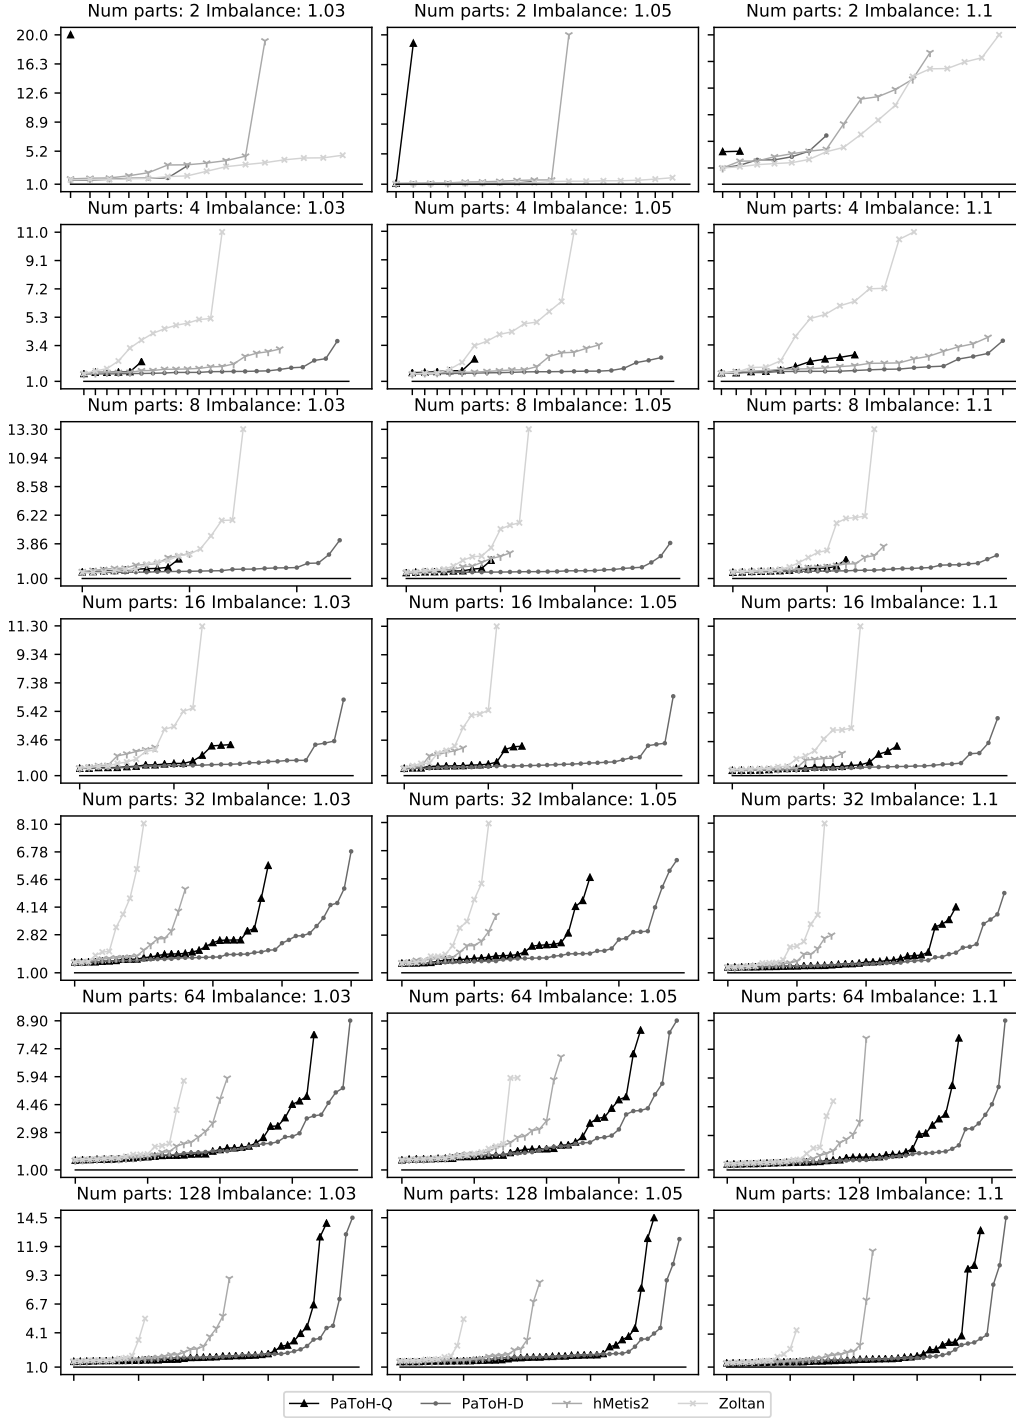 Num parts: 2 Imbalance: 1.03
Num parts: 2 Imbalance: 1.05
Num parts: 2 Imbalance: 1.1
20.0
16.3
12.6
8.9
5.2
1.0
Num parts: 4 Imbalance: 1.03
Num parts: 4 Imbalance: 1.05
Num parts: 4 Imbalance: 1.1
11.0
9.1
7.2
5.3
3.4
1.0
Num parts: 8 Imbalance: 1.03
Num parts: 8 Imbalance: 1.05
Num parts: 8 Imbalance: 1.1
13.30
10.94
8.58
6.22
3.86
1.00
Num parts: 16 Imbalance: 1.03
Num parts: 16 Imbalance: 1.05
Num parts: 16 Imbalance: 1.1
11.30
9.34
7.38
5.42
3.46
1.00
Num parts: 32 Imbalance: 1.03
Num parts: 32 Imbalance: 1.05
Num parts: 32 Imbalance: 1.1
8.10
6.78
5.46
4.14
2.82
1.00
Num parts: 64 Imbalance: 1.03
Num parts: 64 Imbalance: 1.05
Num parts: 64 Imbalance: 1.1
8.90
7.42
5.94
4.46
2.98
1.00
Num parts: 128 Imbalance: 1.03
Num parts: 128 Imbalance: 1.05
Num parts: 128 Imbalance: 1.1
14.5
11.9
9.3
6.7
4.1
1.0
PaToH-Q PaToH-D hMetis2 Zoltan